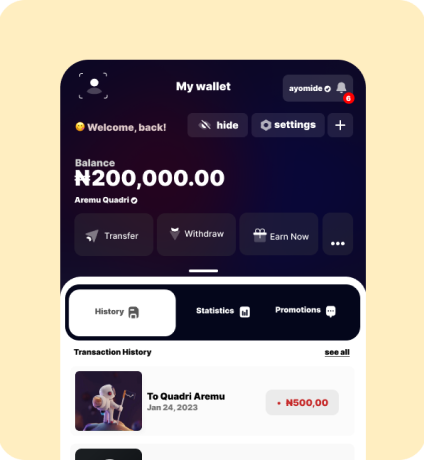 My wallet
ayomide
6
Welcome, back!
hide
settings
Balance
₦200,000.00
Aremu Quadri
Transfer
Withdraw
Earn Now
History
Statistics
Promotions
Transaction History
see all
To Quadri Aremu
Jan 24, 2023
₦500,00